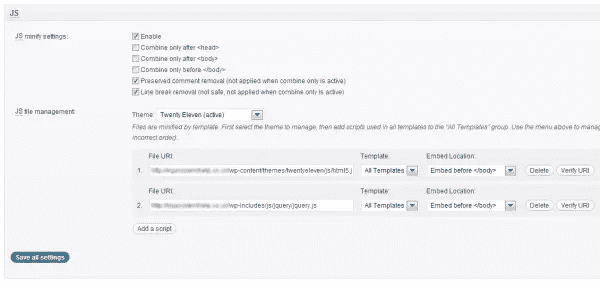 JS
JS minify settings:
Enable
Combine only after <head>
Combine only after <body>
Combine only before </body>
Preserved comment removal (not applied when combine only is active)
Line break removal (not safe, not applied when combine only is active)
JS file management:
Theme: Twenty Eleven (active)
Files are minified by template. First select the theme to manage, then add scripts used in all templates to the "All Templates" group. Use the menu above to manag
incorrect order).
File URI: Template: Embed Location:
1. /wp-content/themes/twentyeleven/js/html5.j All Templates Embed before </body> Delete Verify URI
File URI: Template: Embed Location:
2. /wp-includes/js/jquery/jquery.js All Templates Embed before </body> Delete Verify URI
Add a script
Save all settings